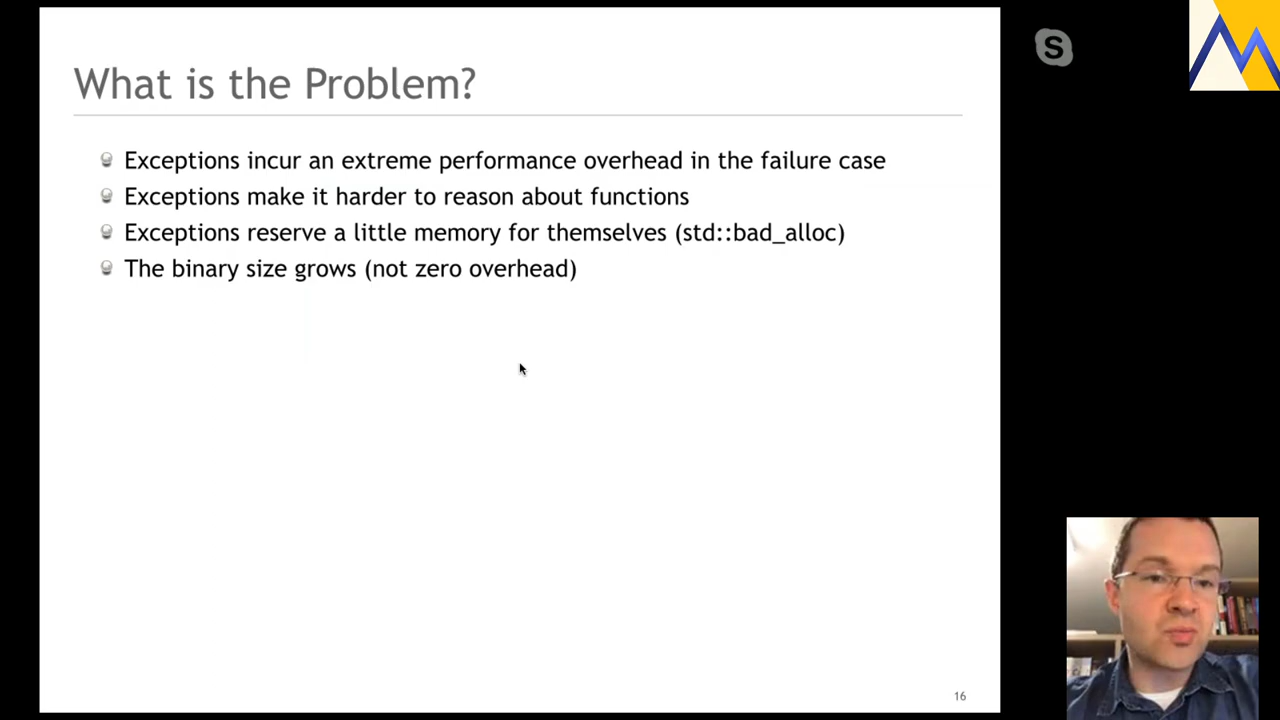 What is the Problem?
Exceptions incur an extreme performance overhead in the failure case
Exceptions make it harder to reason about functions
Exceptions reserve a little memory for themselves (std::bad_alloc)
The binary size grows (not zero overhead)
16